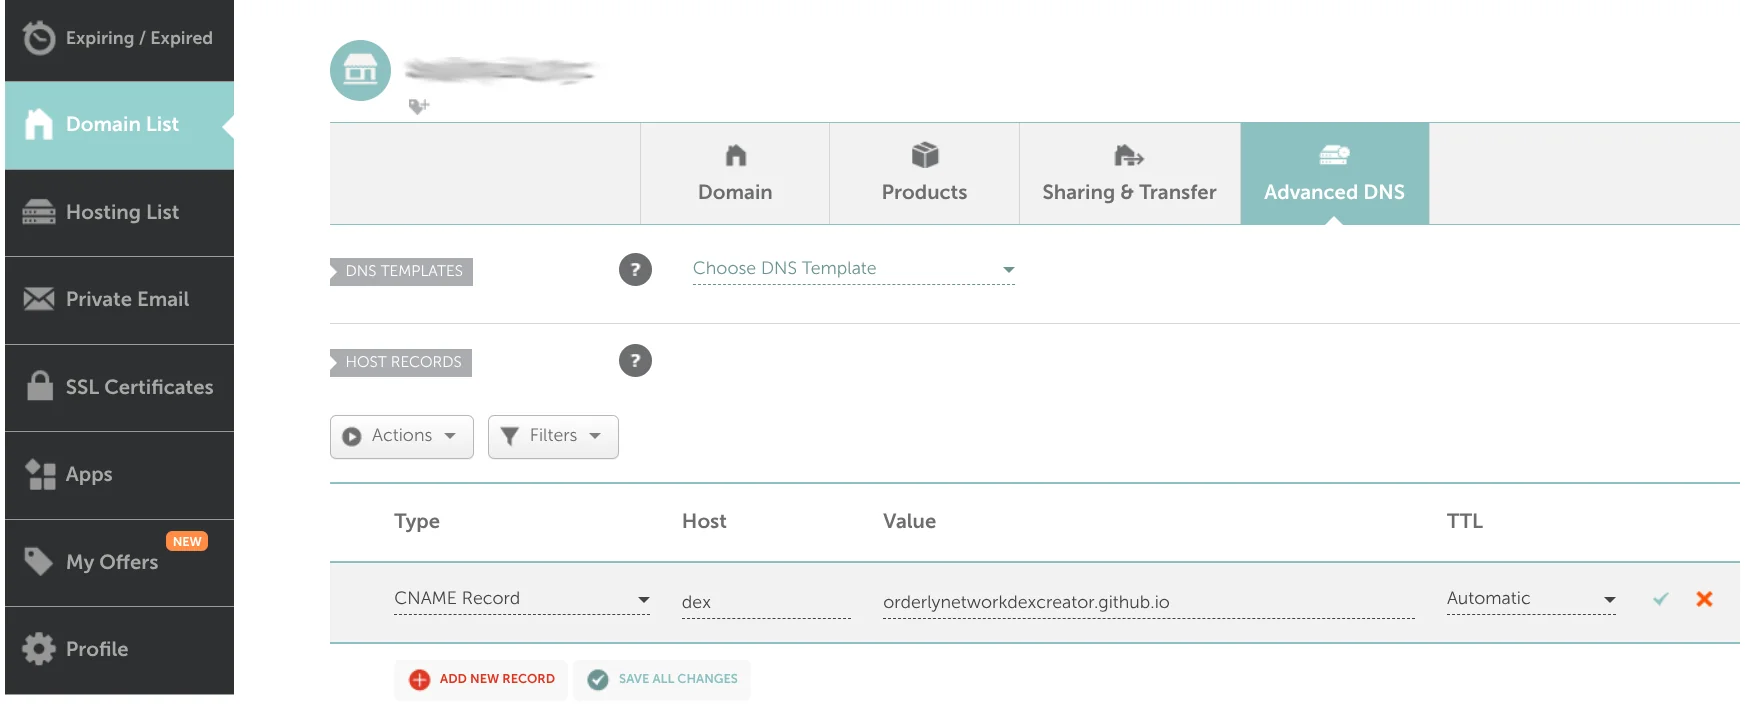 Expiring / Expired
Domain List
Hosting List
Private Email
SSL Certificates
Apps
NEW
My Offers
Profile
Domain
Products
Sharing & Transfer
Advanced DNS
DNS TEMPLATES
?
Choose DNS Template
HOST RECORDS
?
Actions
Filters
Type Host Value TTL
CNAME Record dex orderlynetworkdexcreator.github.io Automatic
ADD NEW RECORD
SAVE ALL CHANGES